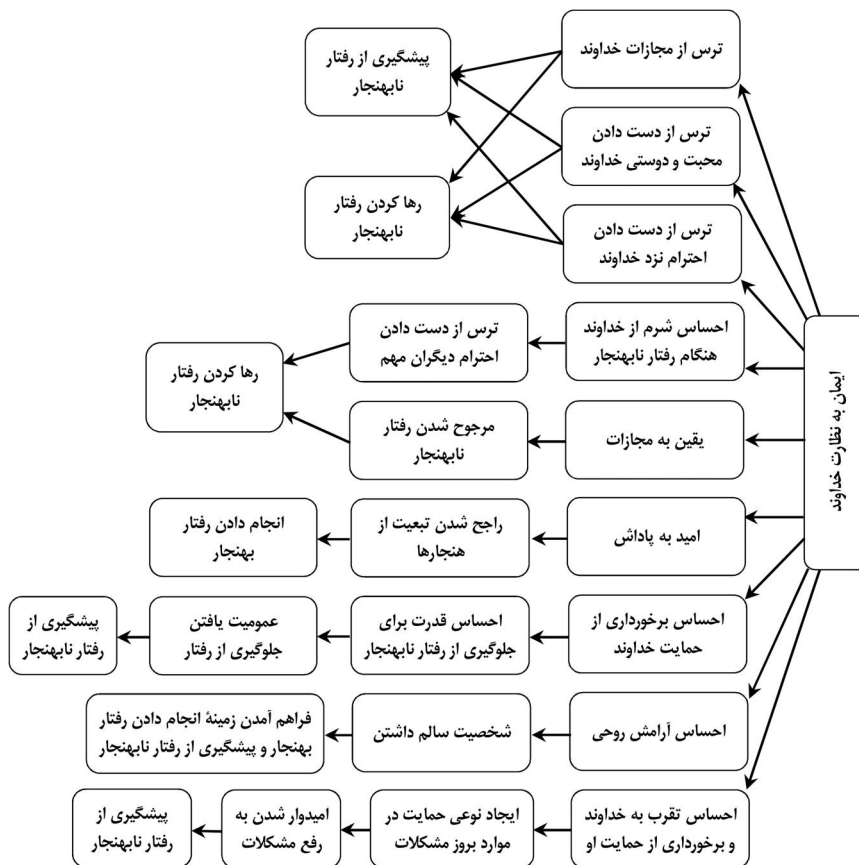 ایمان به نظارت خداوند
ترس از مجازات خداوند
ترس از دست دادن
محبت و دوستی خداوند
ترس از دست دادن
احترام نزد خداوند
پیشگیری از رفتار
نابهنجار
رها کردن رفتار
نابهنجار
احساس شرم از خداوند
هنگام رفتار نابهنجار
ترس از دست دادن
احترام دیگران مهم
یقین به مجازات
مرجوح شدن رفتار
نابهنجار
رها کردن رفتار
نابهنجار
امید به پاداش
راجح شدن تبعیت از
هنجارها
انجام دادن رفتار
بهنجار
احساس برخورداری از
حمایت خداوند
احساس قدرت برای
جلوگیری از رفتار نابهنجار
عمومیت یافتن
جلوگیری از رفتار
پیشگیری از
رفتار نابهنجار
احساس آرامش روحی
شخصیت سالم داشتن
فراهم آمدن زمینهٔ انجام دادن رفتار
بهنجار و پیشگیری از رفتار نابهنجار
احساس تقرب به خداوند
و برخورداری از حمایت او
ایجاد نوعی حمایت در
موارد بروز مشکلات
امیدوار شدن به
رفع مشکلات
پیشگیری از
رفتار نابهنجار